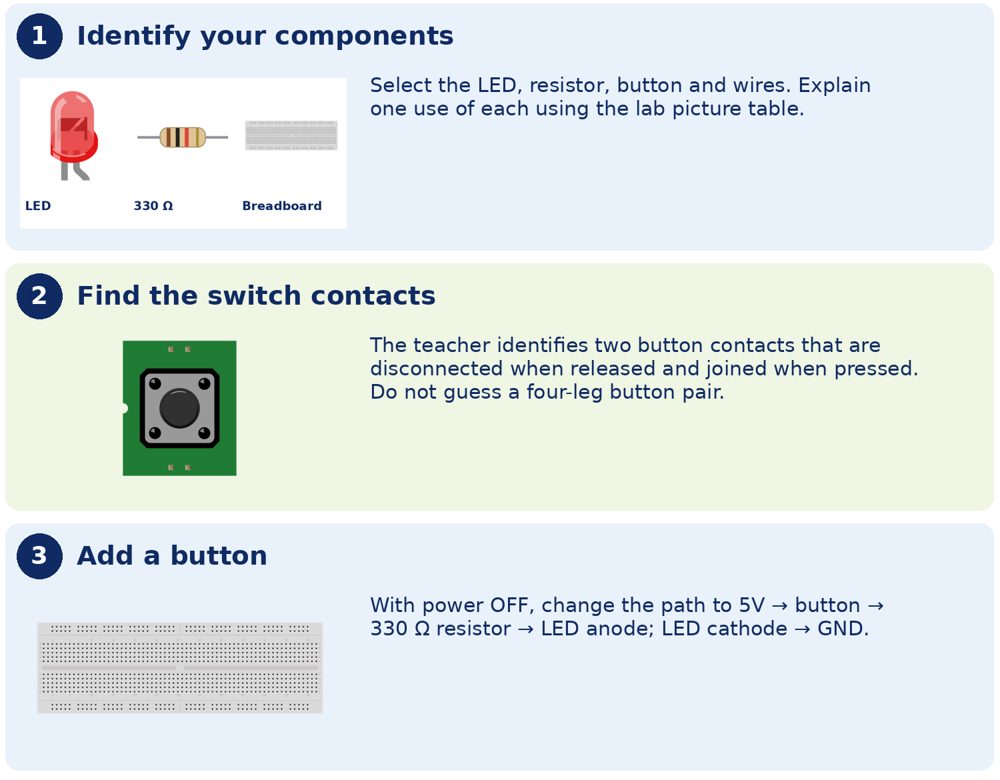 1 Identify your components
Select the LED, resistor, button and wires. Explain
one use of each using the lab picture table.
LED 330 Ω Breadboard
2 Find the switch contacts
The teacher identifies two button contacts that are
disconnected when released and joined when pressed.
Do not guess a four-leg button pair.
3 Add a button
With power OFF, change the path to 5V → button →
330 Ω resistor → LED anode; LED cathode → GND.